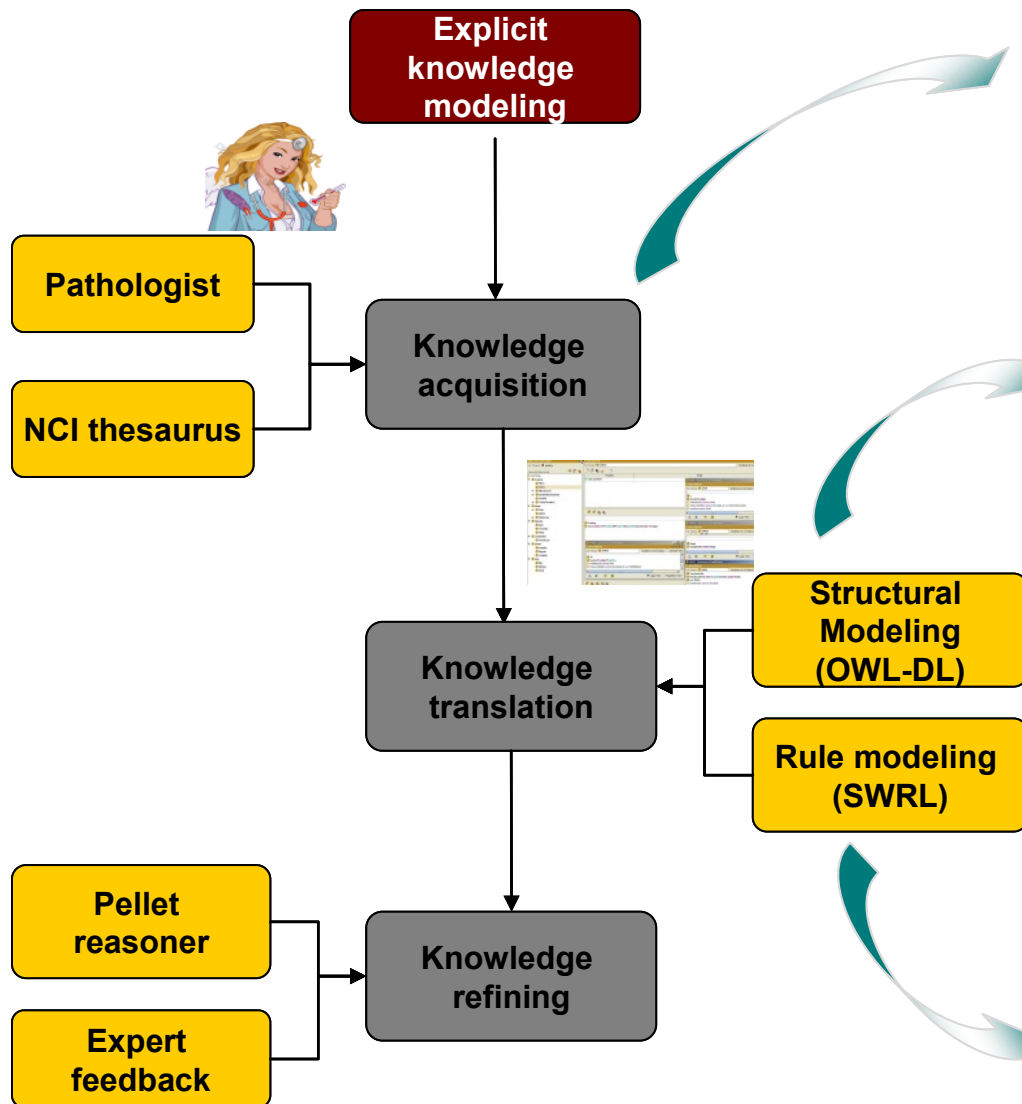 Explicit
knowledge
modeling
Pathologist
NCI thesaurus
Knowledge
acquisition
Structural
Modeling
(OWL-DL)
Knowledge
translation
Rule modeling
(SWRL)
Pellet
reasoner
Expert
feedback
Knowledge
refining